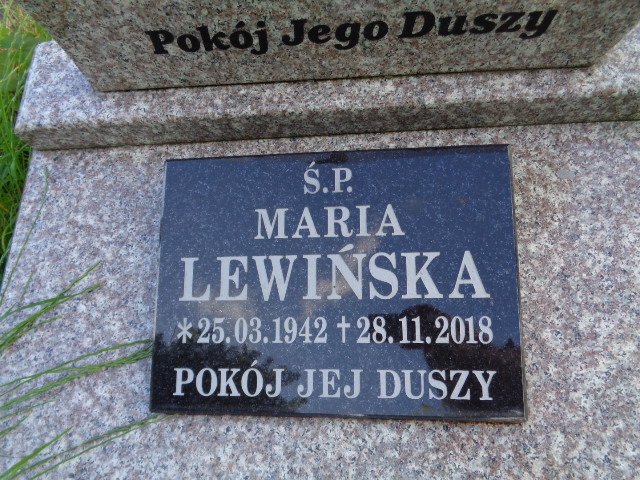 Pokój Jego Duszy
Ś.P.
MARIA
LEWIŃSKA
*25.03.1942 †28.11.2018
POKÓJ JEJ DUSZY